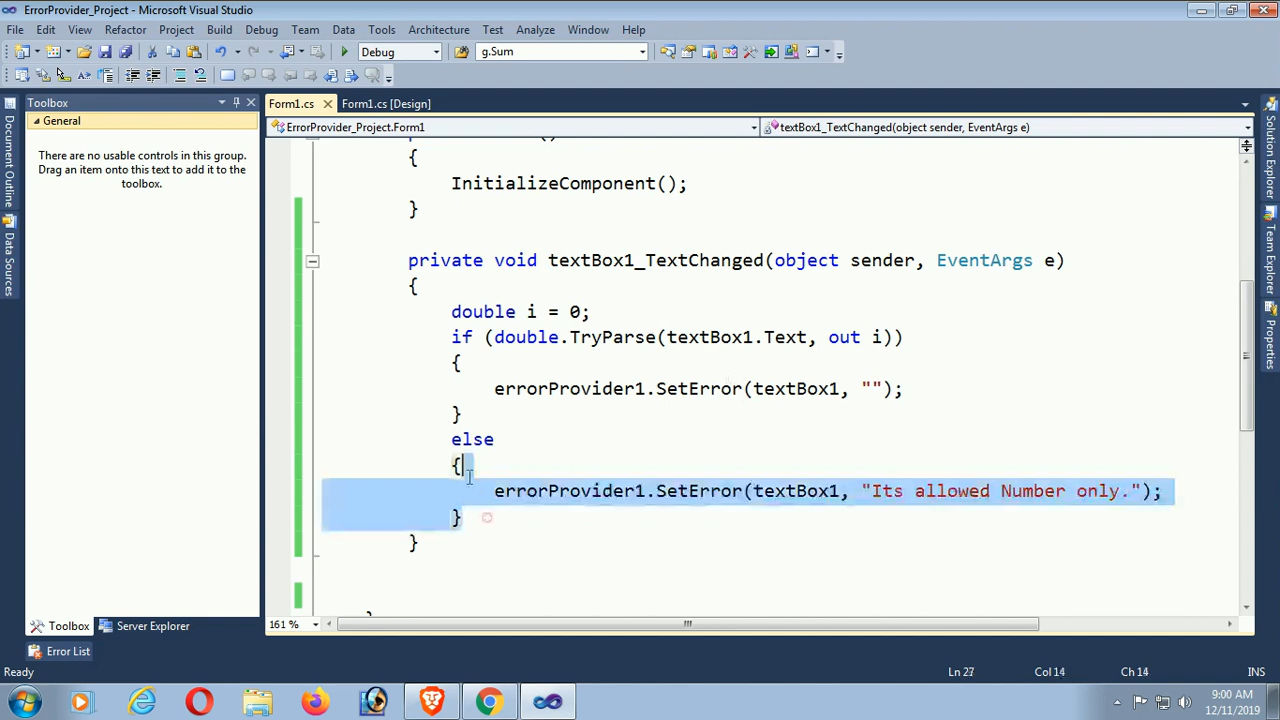 ErrorProvider_Project - Microsoft Visual Studio
File Edit View Refactor Project Build Debug Team Data Tools Architecture Test Analyze Window Help
Debug g.Sum
Toolbox
General
There are no usable controls in this group.
Drag an item onto this text to add it to the
toolbox.
Document Outline
Data Sources
Form1.cs Form1.cs [Design]
ErrorProvider_Project.Form1 textBox1_TextChanged(object sender, EventArgs e)
{
InitializeComponent();
}
private void textBox1_TextChanged(object sender, EventArgs e)
{
double i = 0;
if (double.TryParse(textBox1.Text, out i))
{
errorProvider1.SetError(textBox1, "");
}
else
{
errorProvider1.SetError(textBox1, "Its allowed Number only.");
}
}
161 %
Solution Explorer
Team Explorer
Properties
Toolbox Server Explorer
Error List
Ready Ln 27 Col 14 Ch 14 INS
9:00 AM
12/11/2019